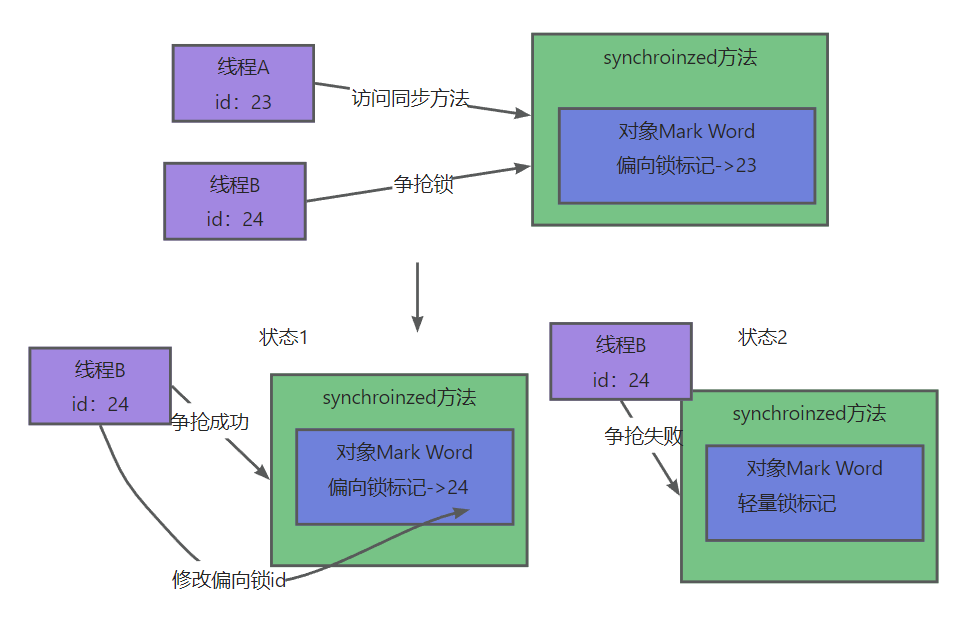 线程A
id：23
访问同步方法
synchroinzed方法
对象Mark Word
偏向锁标记->23
线程B
id：24
争抢锁
状态1
线程B
id：24
争抢成功
synchroinzed方法
对象Mark Word
偏向锁标记->24
修改偏向锁id
状态2
线程B
id：24
争抢失败
synchroinzed方法
对象Mark Word
轻量锁标记